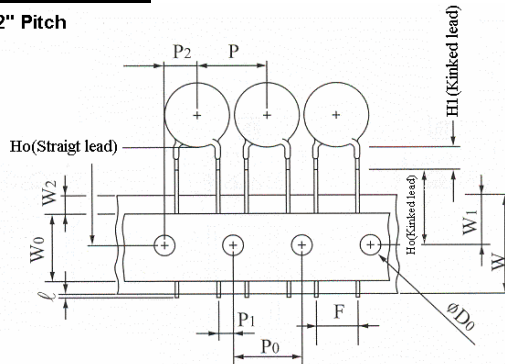 2" Pitch
P2
P
H1(Kinked lead)
Ho(Straigt lead)
W2
W0
Ho(Kinked lead)
W1
W
ℓ
P1
F
øD0
P0